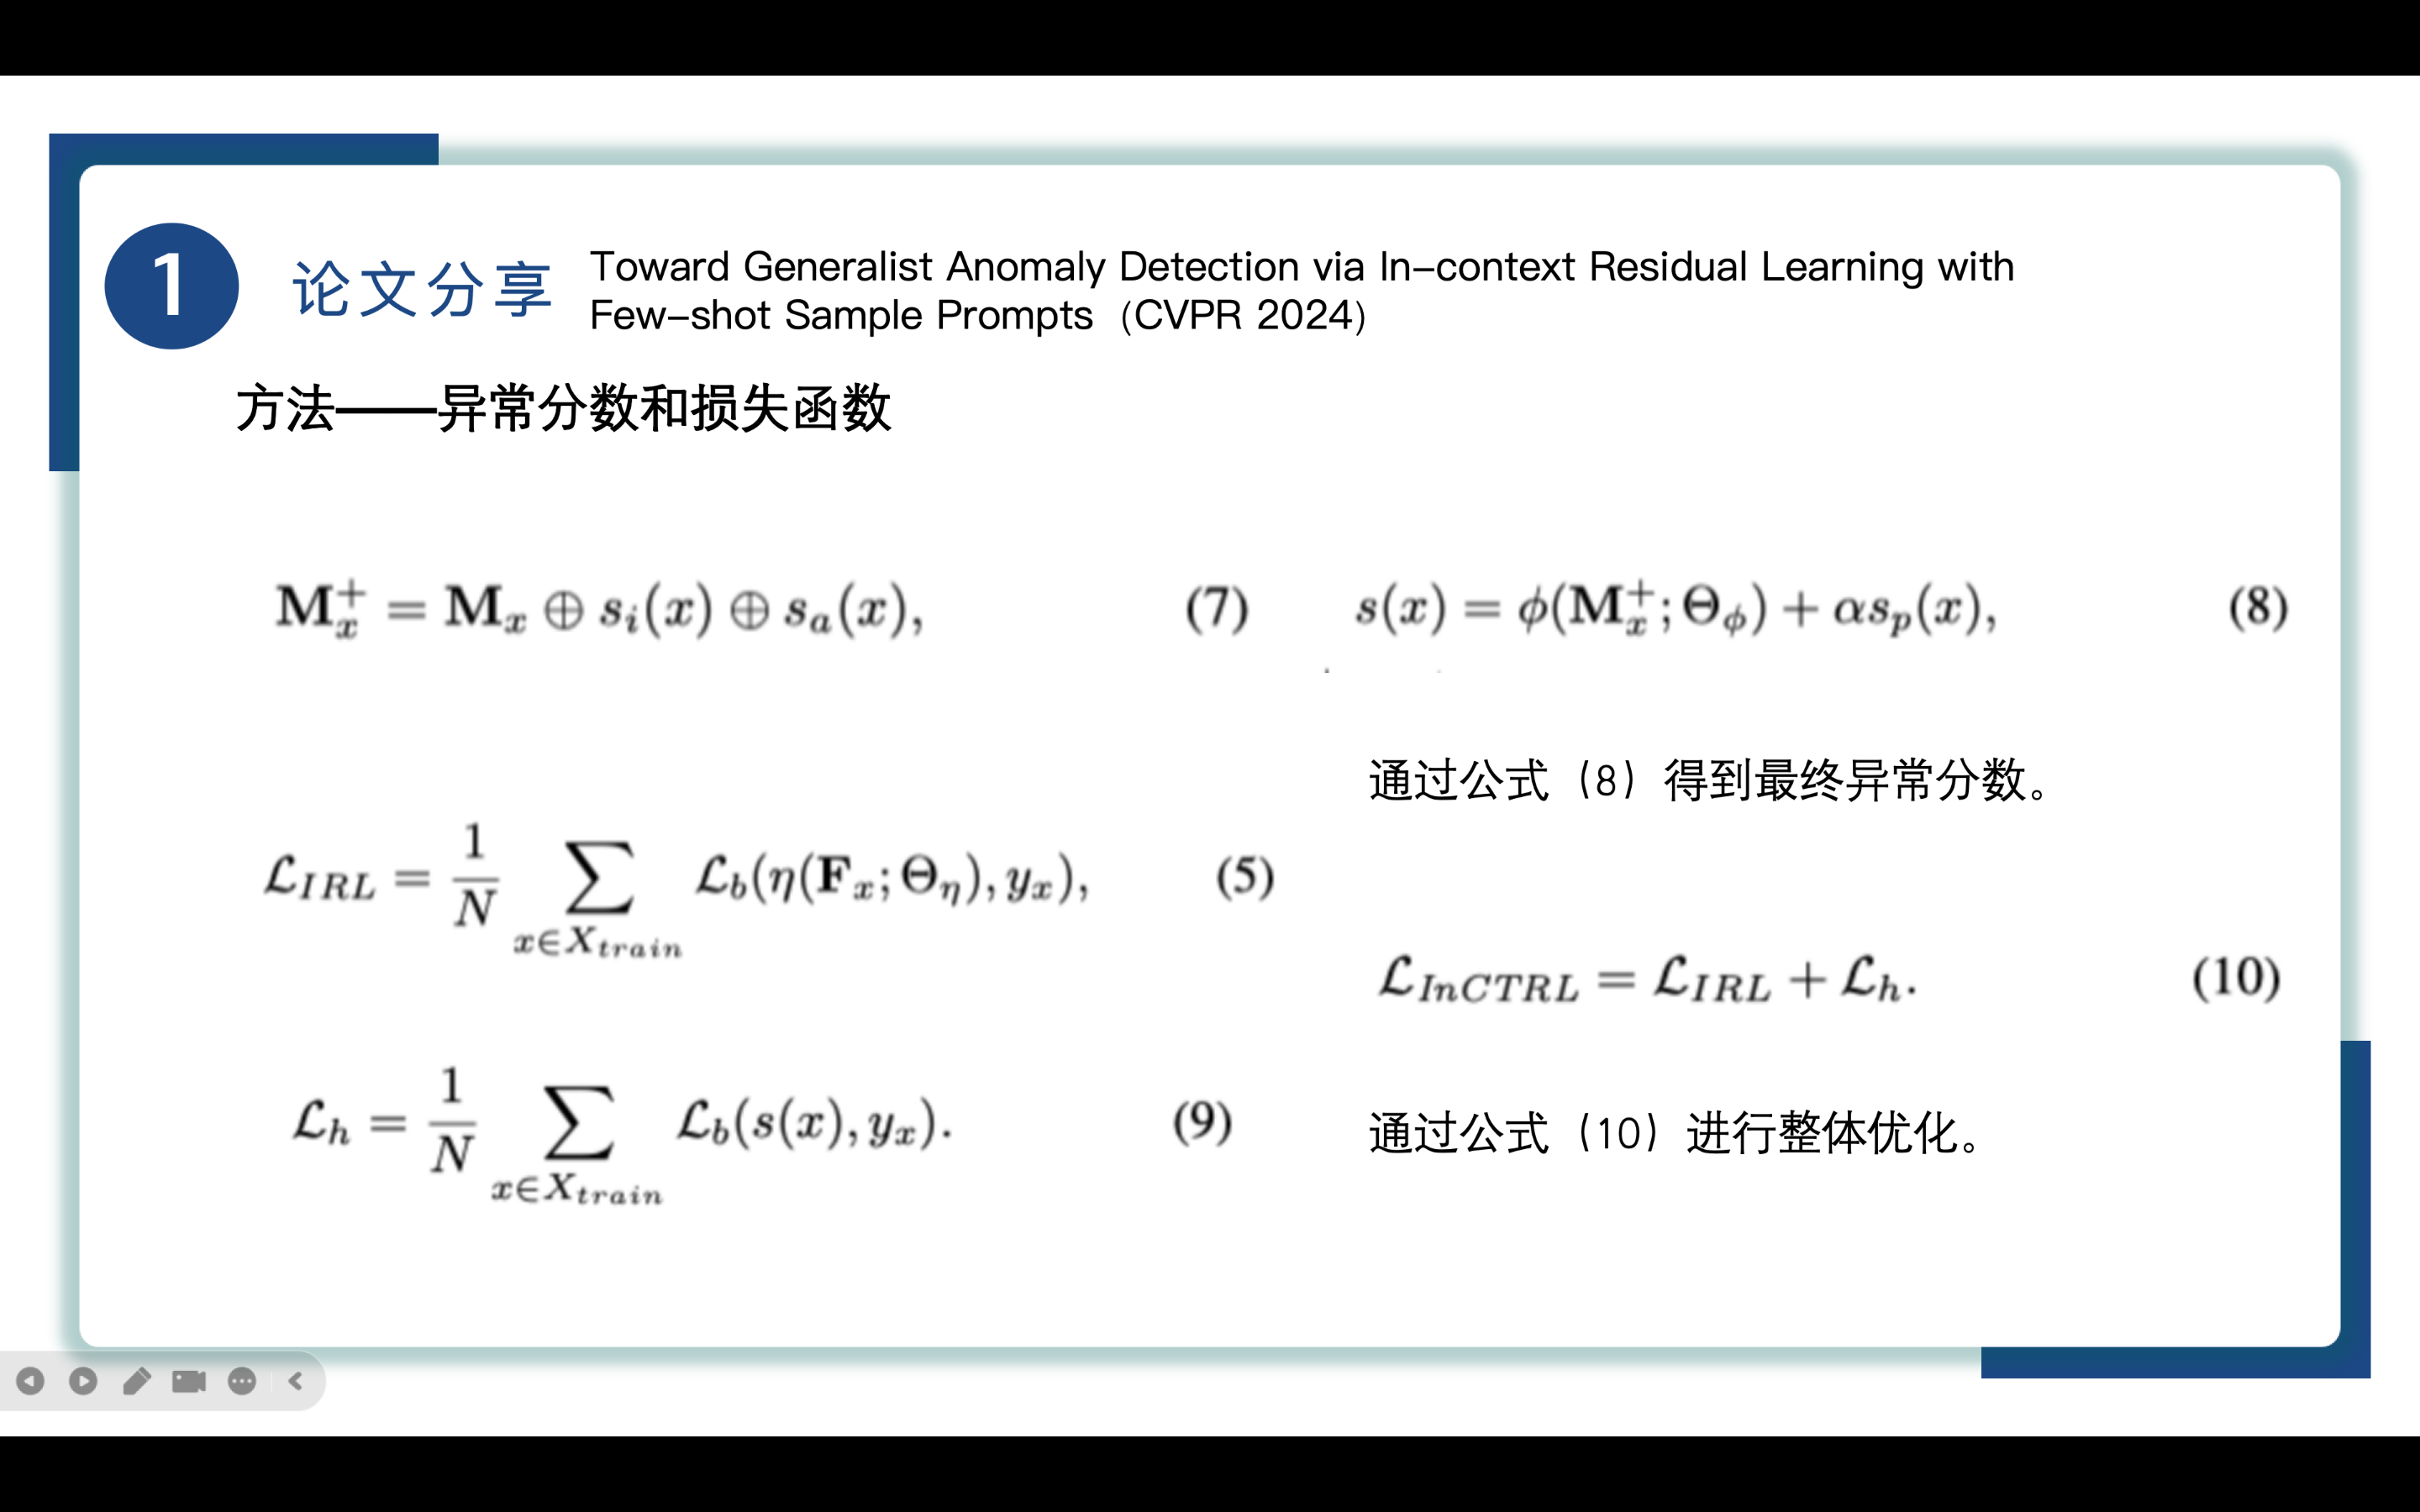 1
论文分享
Toward Generalist Anomaly Detection via In-context Residual Learning with
Few-shot Sample Prompts（CVPR 2024）
方法——异常分数和损失函数
$\mathbf{M}_x^+ = \mathbf{M}_x \oplus s_i(x) \oplus s_a(x),$ (7)
$s(x) = \phi(\mathbf{M}_x^+; \Theta_\phi) + \alpha s_p(x),$ (8)
通过公式（8）得到最终异常分数。
$\mathcal{L}_{IRL} = \frac{1}{N} \sum_{x \in X_{train}} \mathcal{L}_b(\eta(\mathbf{F}_x; \Theta_\eta), y_x),$ (5)
$\mathcal{L}_{InCTRL} = \mathcal{L}_{IRL} + \mathcal{L}_h.$ (10)
$\mathcal{L}_h = \frac{1}{N} \sum_{x \in X_{train}} \mathcal{L}_b(s(x), y_x).$ (9)
通过公式（10）进行整体优化。